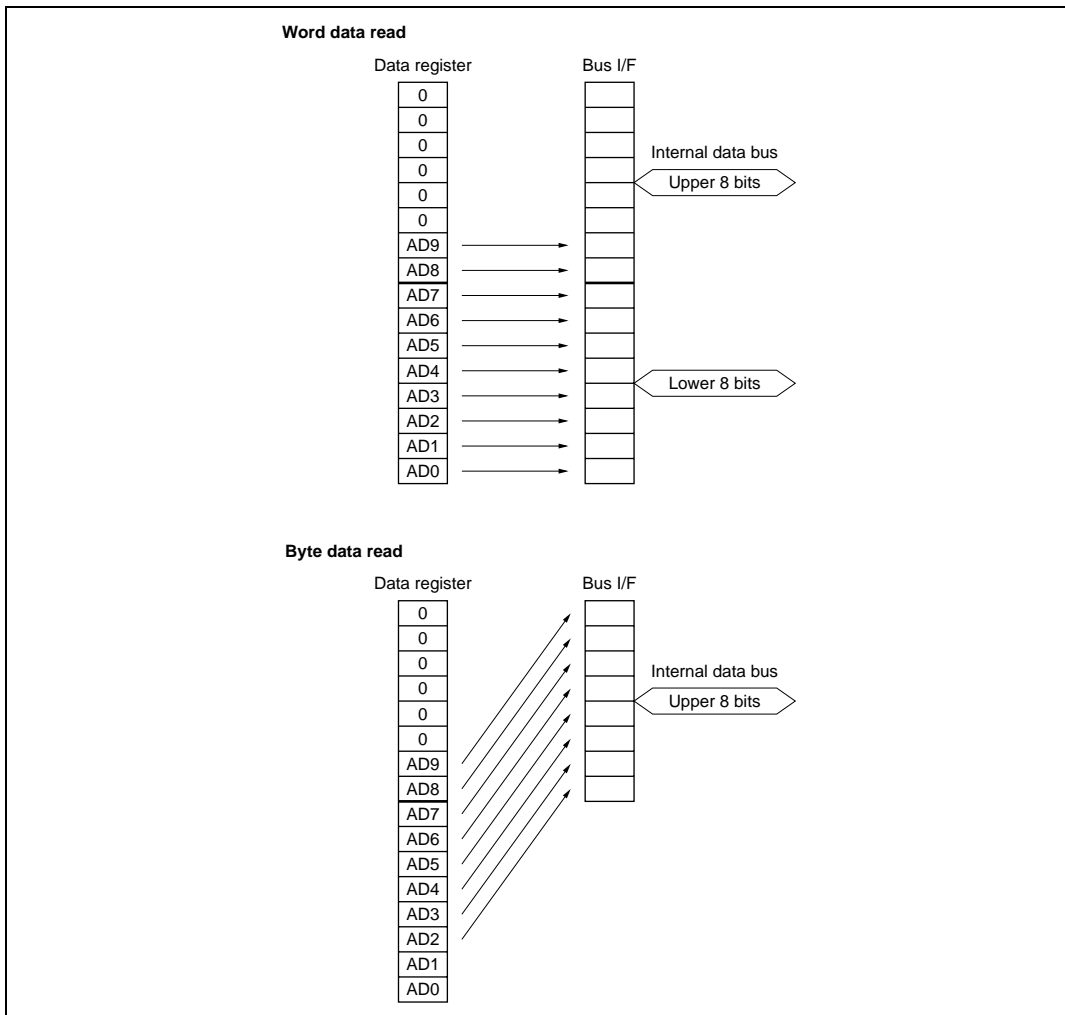 Word data read
Data register
Bus I/F
0
0
0
0
0
0
AD9
AD8
AD7
AD6
AD5
AD4
AD3
AD2
AD1
AD0
Internal data bus
Upper 8 bits
Lower 8 bits
Byte data read
Data register
Bus I/F
0
0
0
0
0
0
AD9
AD8
AD7
AD6
AD5
AD4
AD3
AD2
AD1
AD0
Internal data bus
Upper 8 bits